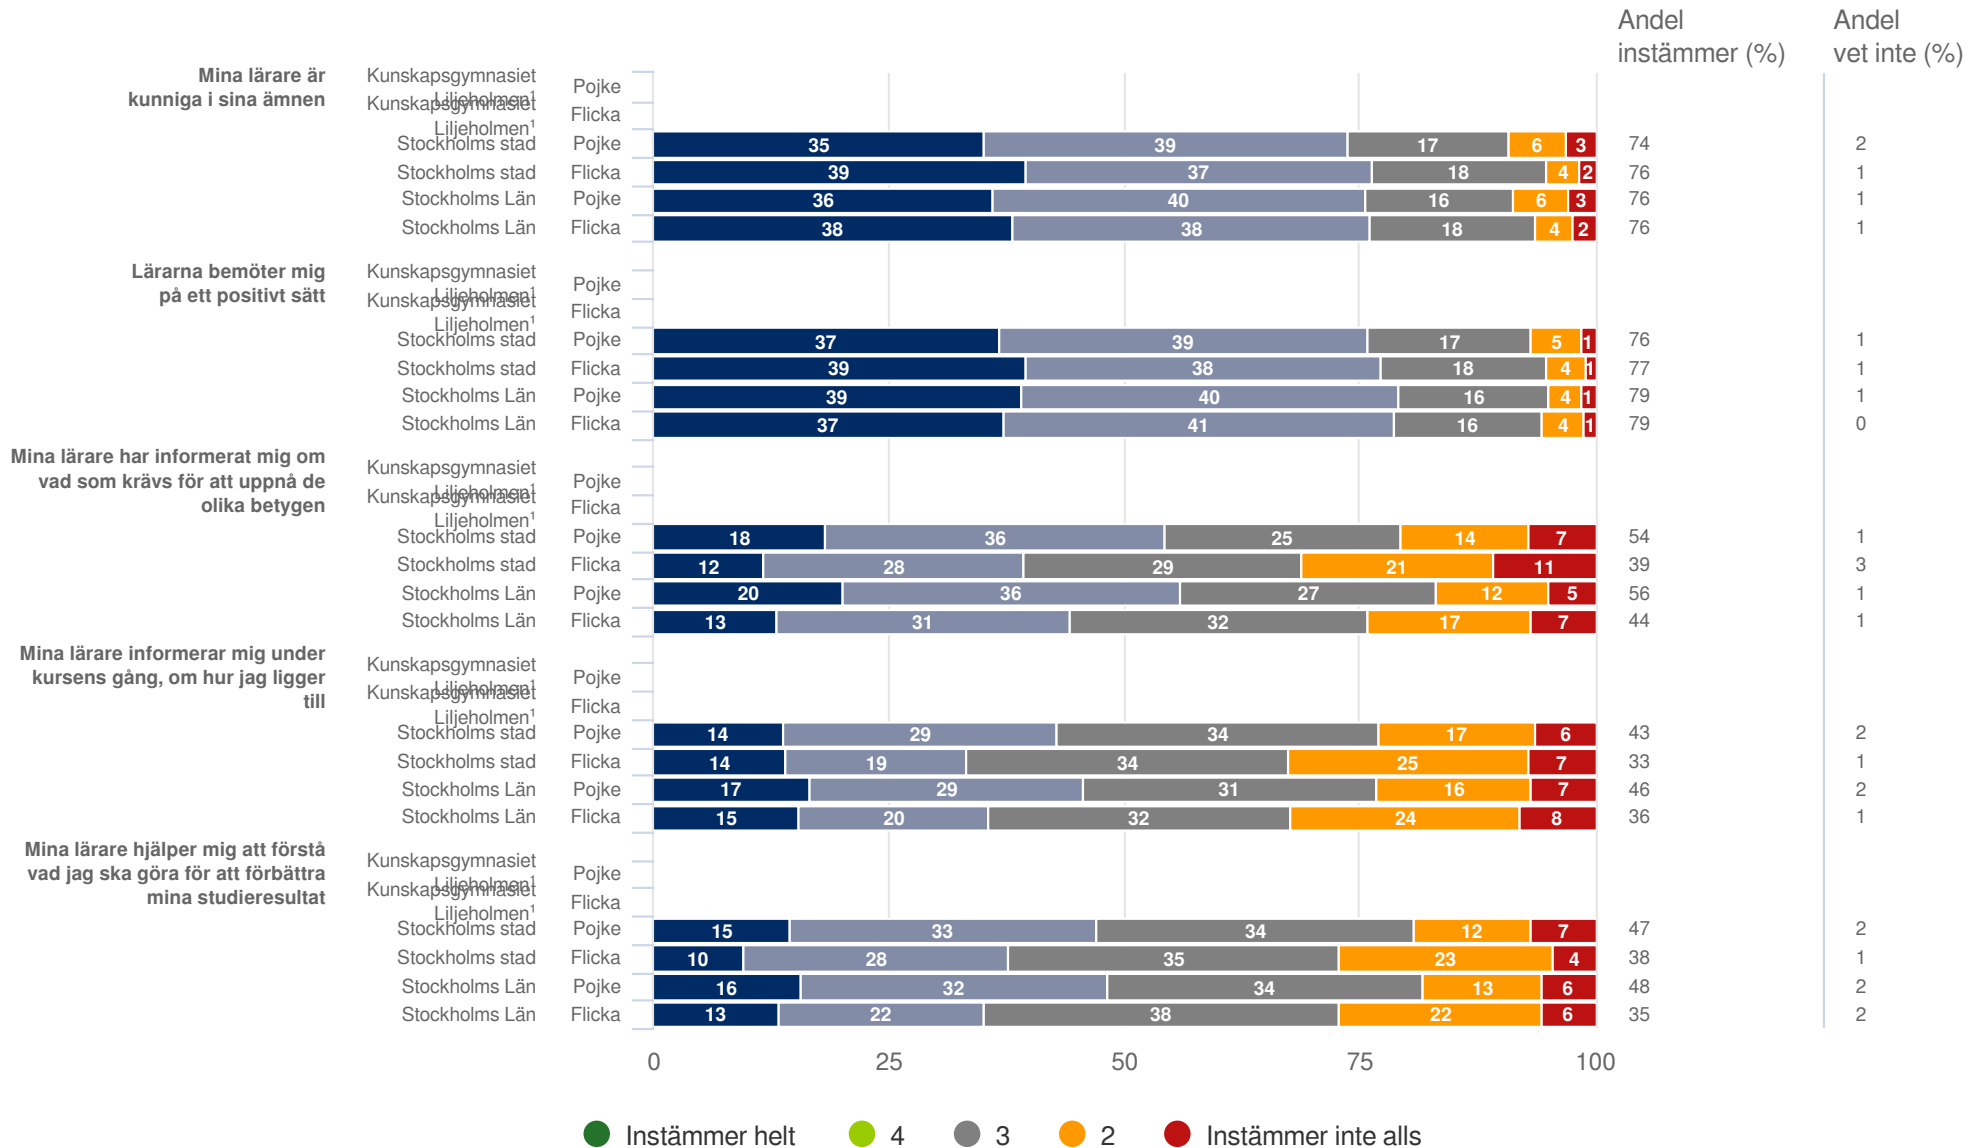 Andel
instämmer (%)
Andel
vet inte (%)
Mina lärare är
kunniga i sina ämnen
Kunskapsgymnasiet
Liljeholmen¹
Pojke
Kunskapsgymnasiet
Liljeholmen¹
Flicka
Stockholms stad Pojke 35 39 17 6 3 74 2
Stockholms stad Flicka 39 37 18 4 2 76 1
Stockholms Län Pojke 36 40 16 6 3 76 1
Stockholms Län Flicka 38 38 18 4 2 76 1
Lärarna bemöter mig
på ett positivt sätt
Kunskapsgymnasiet
Liljeholmen¹
Pojke
Kunskapsgymnasiet
Liljeholmen¹
Flicka
Stockholms stad Pojke 37 39 17 5 1 76 1
Stockholms stad Flicka 39 38 18 4 1 77 1
Stockholms Län Pojke 39 40 16 4 1 79 1
Stockholms Län Flicka 37 41 16 4 1 79 0
Mina lärare har informerat mig om
vad som krävs för att uppnå de
olika betygen
Kunskapsgymnasiet
Liljeholmen¹
Pojke
Kunskapsgymnasiet
Liljeholmen¹
Flicka
Stockholms stad Pojke 18 36 25 14 7 54 1
Stockholms stad Flicka 12 28 29 21 11 39 3
Stockholms Län Pojke 20 36 27 12 5 56 1
Stockholms Län Flicka 13 31 32 17 7 44 1
Mina lärare informerar mig under
kursens gång, om hur jag ligger
till
Kunskapsgymnasiet
Liljeholmen¹
Pojke
Kunskapsgymnasiet
Liljeholmen¹
Flicka
Stockholms stad Pojke 14 29 34 17 6 43 2
Stockholms stad Flicka 14 19 34 25 7 33 1
Stockholms Län Pojke 17 29 31 16 7 46 2
Stockholms Län Flicka 15 20 32 24 8 36 1
Mina lärare hjälper mig att förstå
vad jag ska göra för att förbättra
mina studieresultat
Kunskapsgymnasiet
Liljeholmen¹
Pojke
Kunskapsgymnasiet
Liljeholmen¹
Flicka
Stockholms stad Pojke 15 33 34 12 7 47 2
Stockholms stad Flicka 10 28 35 23 4 38 1
Stockholms Län Pojke 16 32 34 13 6 48 2
Stockholms Län Flicka 13 22 38 22 6 35 2
0 25 50 75 100
Instämmer helt 4 3 2 Instämmer inte alls